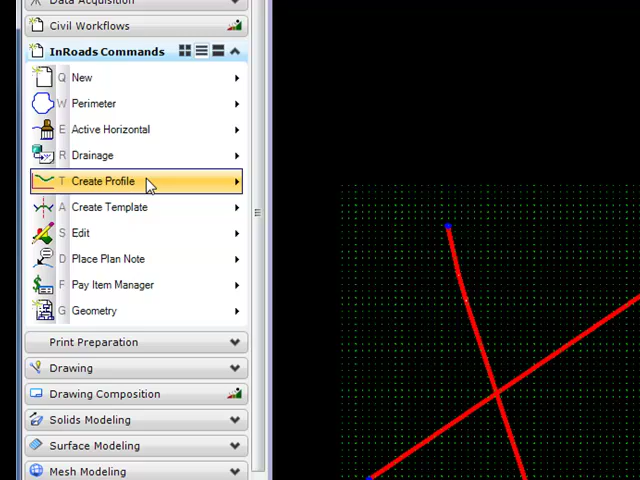 Data Acquisition
Civil Workflows
InRoads Commands
Q New
W Perimeter
E Active Horizontal
R Drainage
T Create Profile
A Create Template
S Edit
D Place Plan Note
F Pay Item Manager
G Geometry
Print Preparation
Drawing
Drawing Composition
Solids Modeling
Surface Modeling
Mesh Modeling